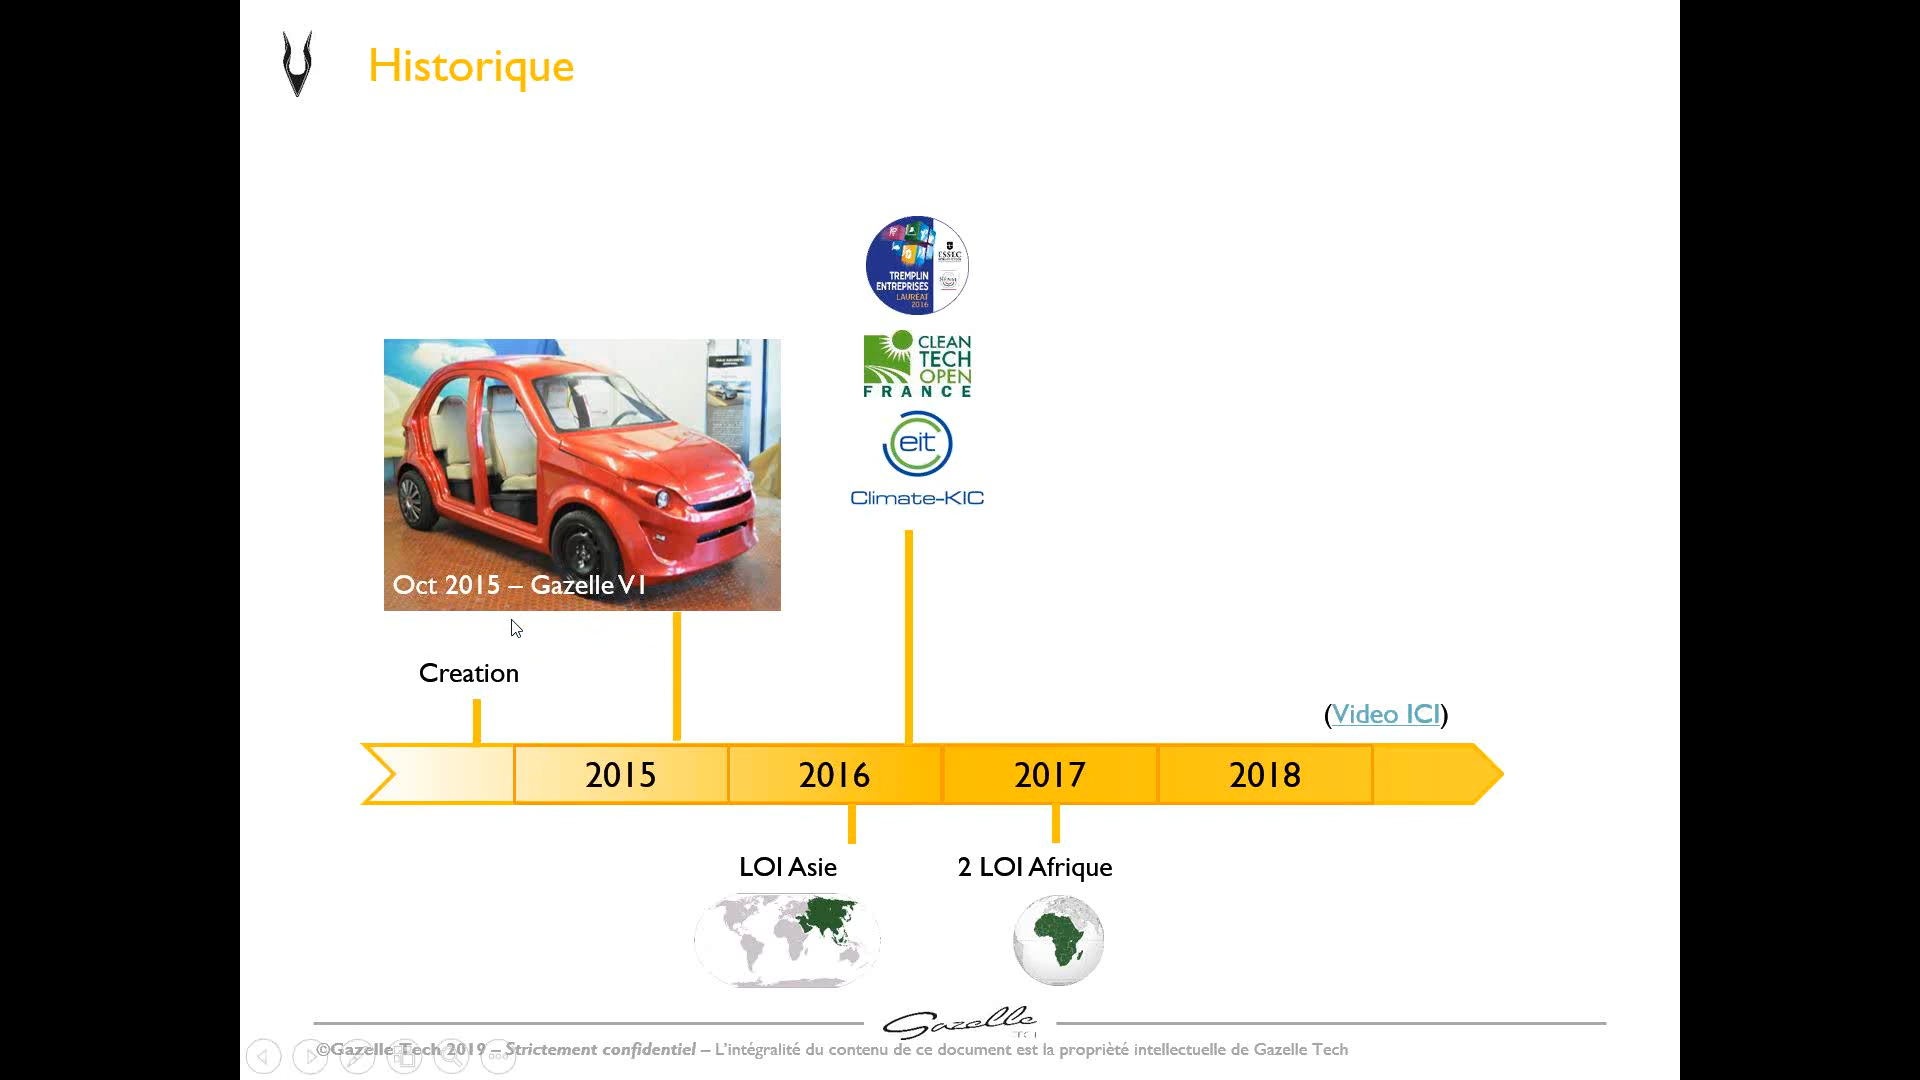 Historique
ESSEC
TREMPLIN
ENTREPRISES
LAURÉAT
2016
CLEAN
TECH
OPEN
FRANCE
eit
Climate-KIC
Oct 2015 – Gazelle V1
Creation
(Video ICI)
2015
2016
2017
2018
LOI Asie
2 LOI Afrique
Gazelle
TECH
©Gazelle Tech 2019 – Strictement confidentiel – L'intégralité du contenu de ce document est la propriètè intellectuelle de Gazelle Tech